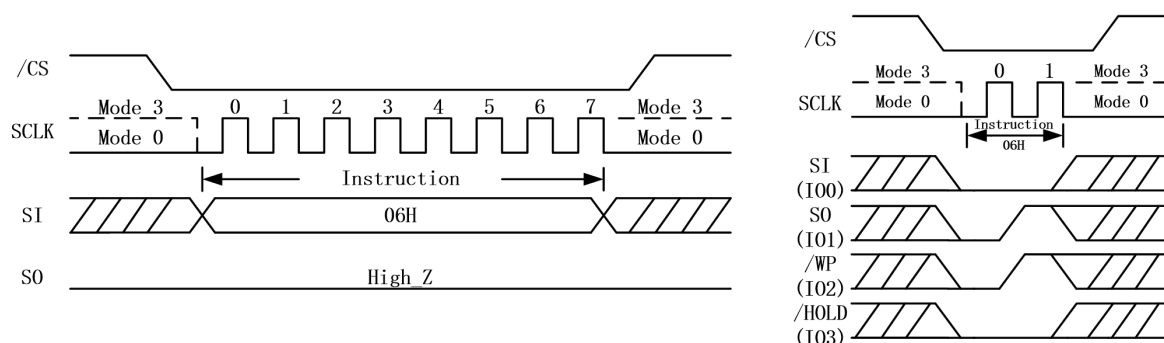 /CS
SCLK
Mode 3
Mode 0
0 1 2 3 4 5 6 7
Mode 3
Mode 0
Instruction
SI
06H
SO
High_Z
/CS
SCLK
Mode 3
Mode 0
0 1
Mode 3
Mode 0
Instruction
06H
SI
(IO0)
SO
(IO1)
/WP
(IO2)
/HOLD
(IO3)